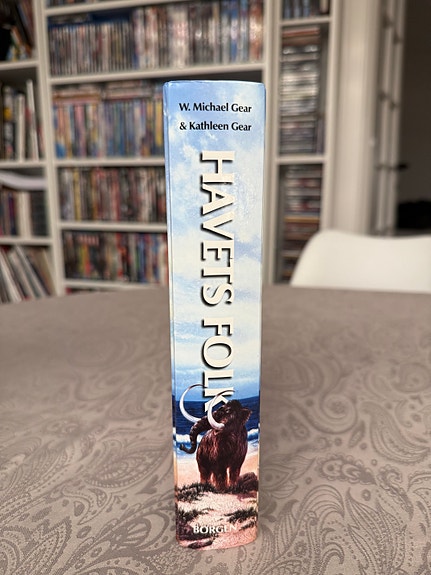 W. Michael Gear
& Kathleen Gear
HAVETS FOLK
BORGEN